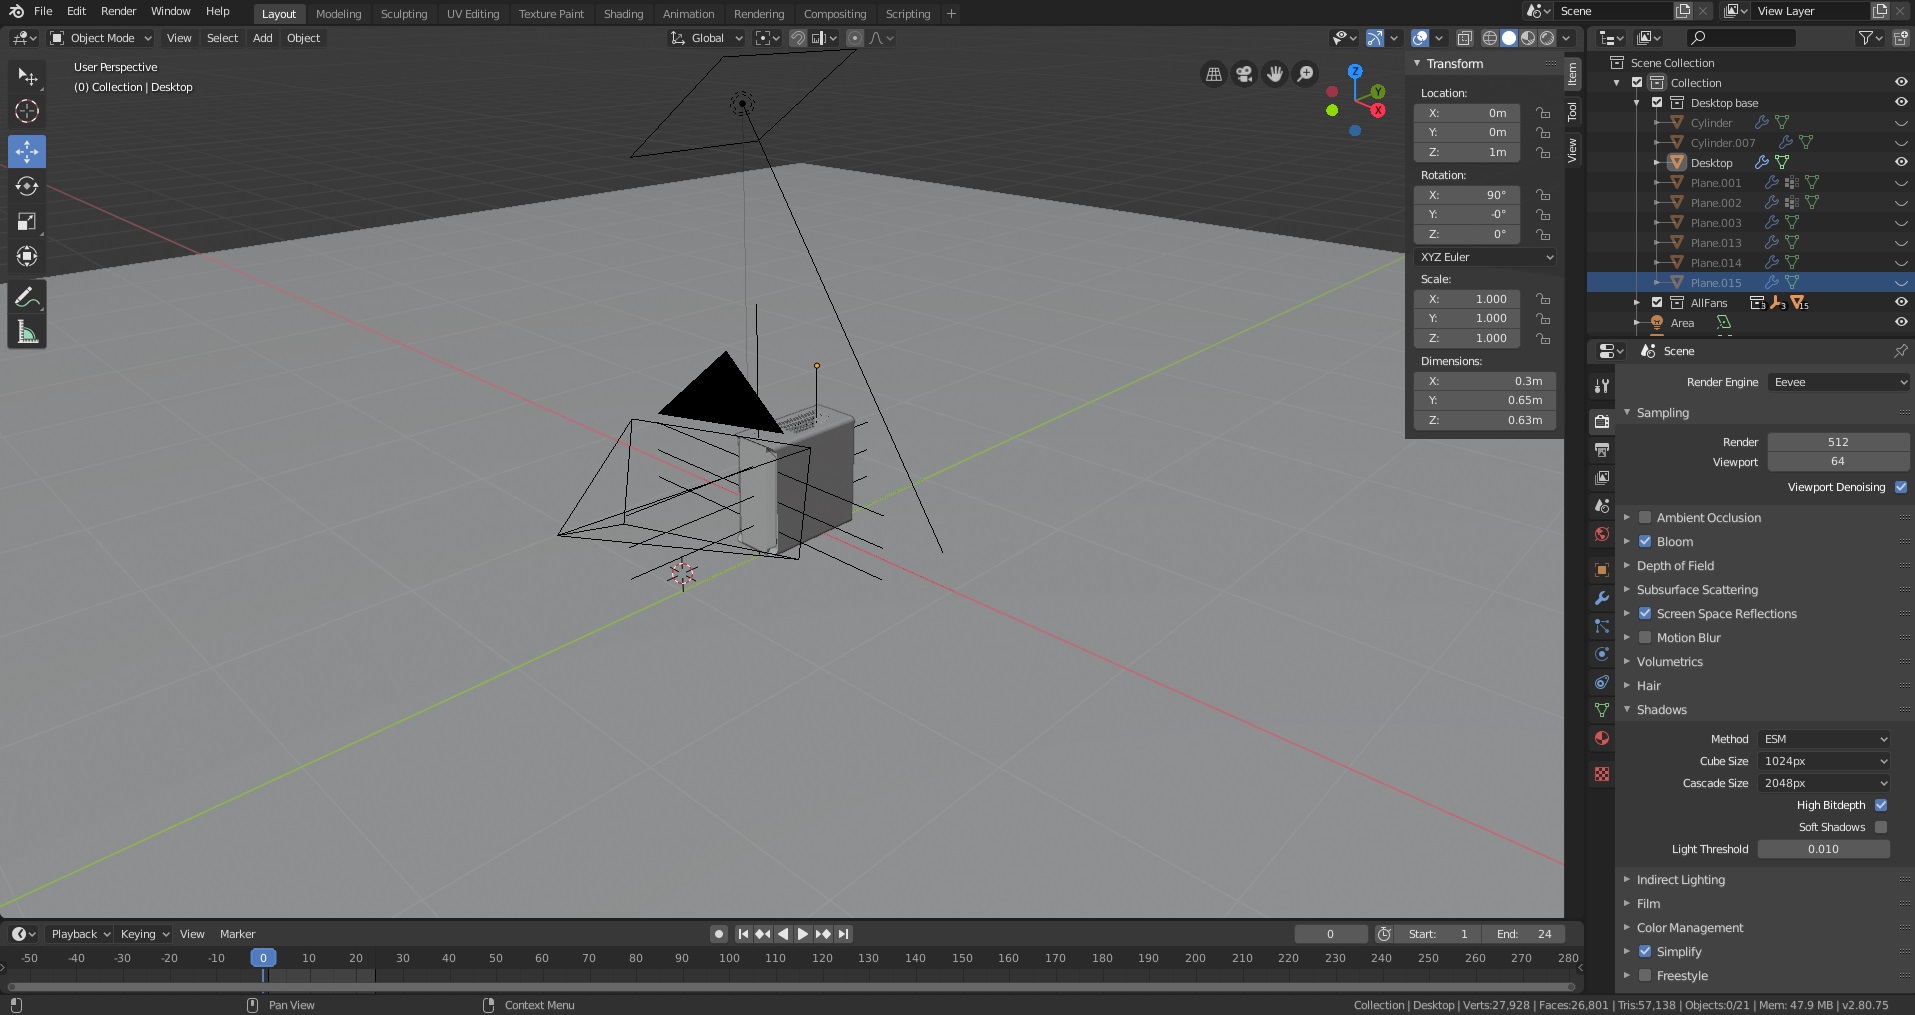 File Edit Render Window Help Layout Modeling Sculpting UV Editing Texture Paint Shading Animation Rendering Compositing Scripting + Scene View Layer
Object Mode View Select Add Object Global
User Perspective
(0) Collection | Desktop
Z
Y
X
Item
Tool
View
Transform
Location:
X: 0m
Y: 0m
Z: 1m
Rotation:
X: 90°
Y: -0°
Z: 0°
XYZ Euler
Scale:
X: 1.000
Y: 1.000
Z: 1.000
Dimensions:
X: 0.3m
Y: 0.65m
Z: 0.63m
Scene Collection
Collection
Desktop base
Cylinder
Cylinder.007
Desktop
Plane.001
Plane.002
Plane.003
Plane.013
Plane.014
Plane.015
AllFans 3 3 15
Area
Scene
Render Engine Eevee
Sampling
Render 512
Viewport 64
Viewport Denoising
Ambient Occlusion
Bloom
Depth of Field
Subsurface Scattering
Screen Space Reflections
Motion Blur
Volumetrics
Hair
Shadows
Method ESM
Cube Size 1024px
Cascade Size 2048px
High Bitdepth
Soft Shadows
Light Threshold 0.010
Indirect Lighting
Film
Color Management
Simplify
Freestyle
Playback Keying View Marker 0 Start: 1 End: 24
-50 -40 -30 -20 -10 0 10 20 30 40 50 60 70 80 90 100 110 120 130 140 150 160 170 180 190 200 210 220 230 240 250 260 270 280
Pan View Context Menu Collection | Desktop | Verts:27,928 | Faces:26,801 | Tris:57,138 | Objects:0/21 | Mem: 47.9 MB | v2.80.75